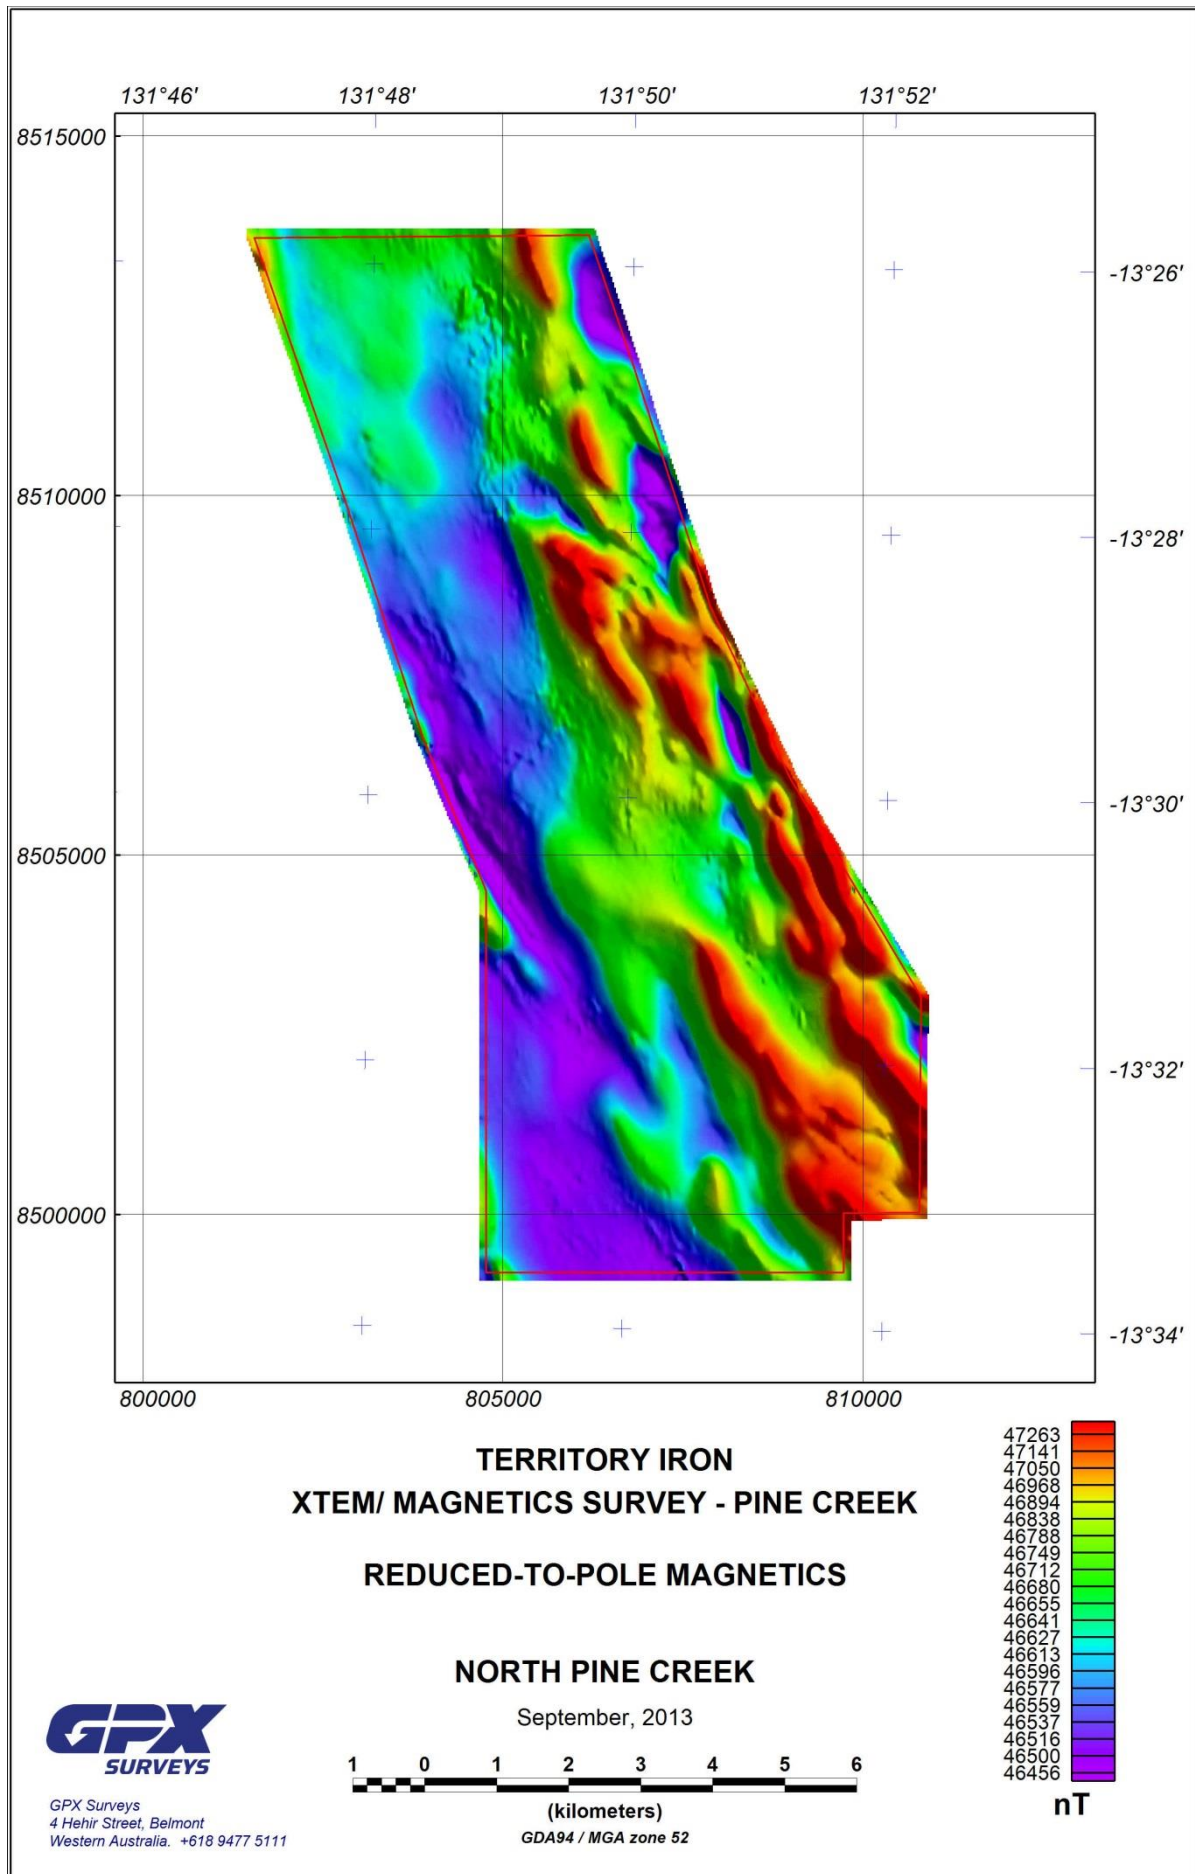 131°46' 131°48' 131°50' 131°52'
8515000
-13°26'
8510000
-13°28'
-13°30'
8505000
-13°32'
8500000
-13°34'
800000 805000 810000
TERRITORY IRON
XTEM/ MAGNETICS SURVEY - PINE CREEK
REDUCED-TO-POLE MAGNETICS
NORTH PINE CREEK
September, 2013
1 0 1 2 3 4 5 6
(kilometers)
GDA94 / MGA zone 52
GPX
SURVEYS
GPX Surveys
4 Hehir Street, Belmont
Western Australia. +618 9477 5111
47263
47141
47050
46968
46894
46838
46788
46749
46712
46680
46655
46641
46627
46613
46596
46577
46559
46537
46516
46500
46456
nT